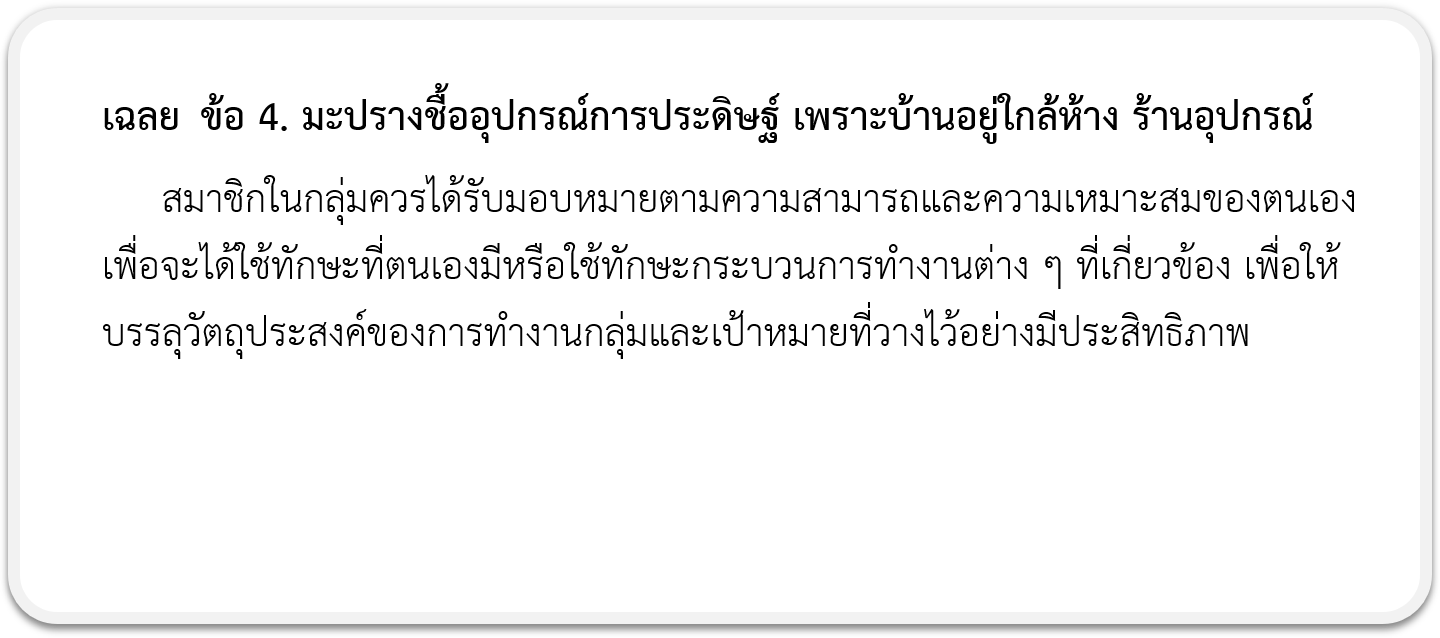 เฉลย ข้อ 4. มะปรางซื้ออุปกรณ์การประดิษฐ์ เพราะบ้านอยู่ใกล้ห้าง ร้านอุปกรณ์
สมาชิกในกลุ่มควรได้รับมอบหมายตามความสามารถและความเหมาะสมของตนเอง
เพื่อจะได้ใช้ทักษะที่ตนเองมีหรือใช้ทักษะกระบวนการทำงานต่าง ๆ ที่เกี่ยวข้อง เพื่อให้
บรรลุวัตถุประสงค์ของการทำงานกลุ่มและเป้าหมายที่วางไว้อย่างมีประสิทธิภาพ